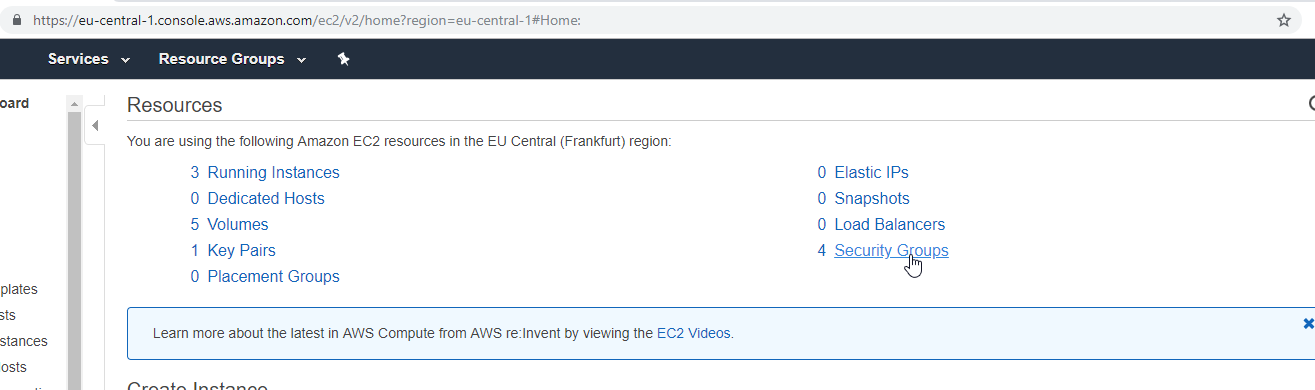 https://eu-central-1.console.aws.amazon.com/ec2/v2/home?region=eu-central-1#Home:
Services Resource Groups
oard
Resources
You are using the following Amazon EC2 resources in the EU Central (Frankfurt) region:
3 Running Instances
0 Dedicated Hosts
5 Volumes
1 Key Pairs
0 Placement Groups
0 Elastic IPs
0 Snapshots
0 Load Balancers
4 Security Groups
plates
sts
stances
osts
Learn more about the latest in AWS Compute from AWS re:Invent by viewing the EC2 Videos.
Create Instance